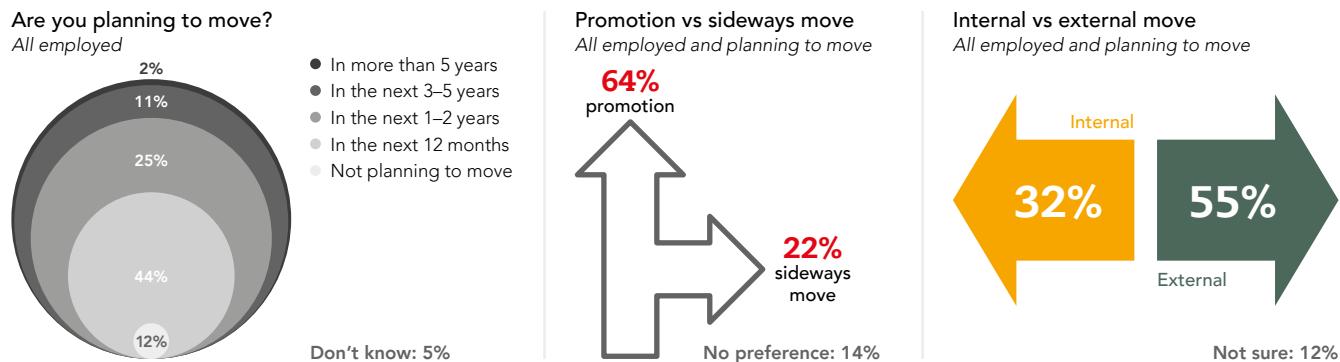 Are you planning to move?
All employed
2%
11%
25%
44%
12%
In more than 5 years
In the next 3–5 years
In the next 1–2 years
In the next 12 months
Not planning to move
Don’t know: 5%
Promotion vs sideways move
All employed and planning to move
64%
promotion
22%
sideways
move
No preference: 14%
Internal vs external move
All employed and planning to move
Internal
32%
55%
External
Not sure: 12%